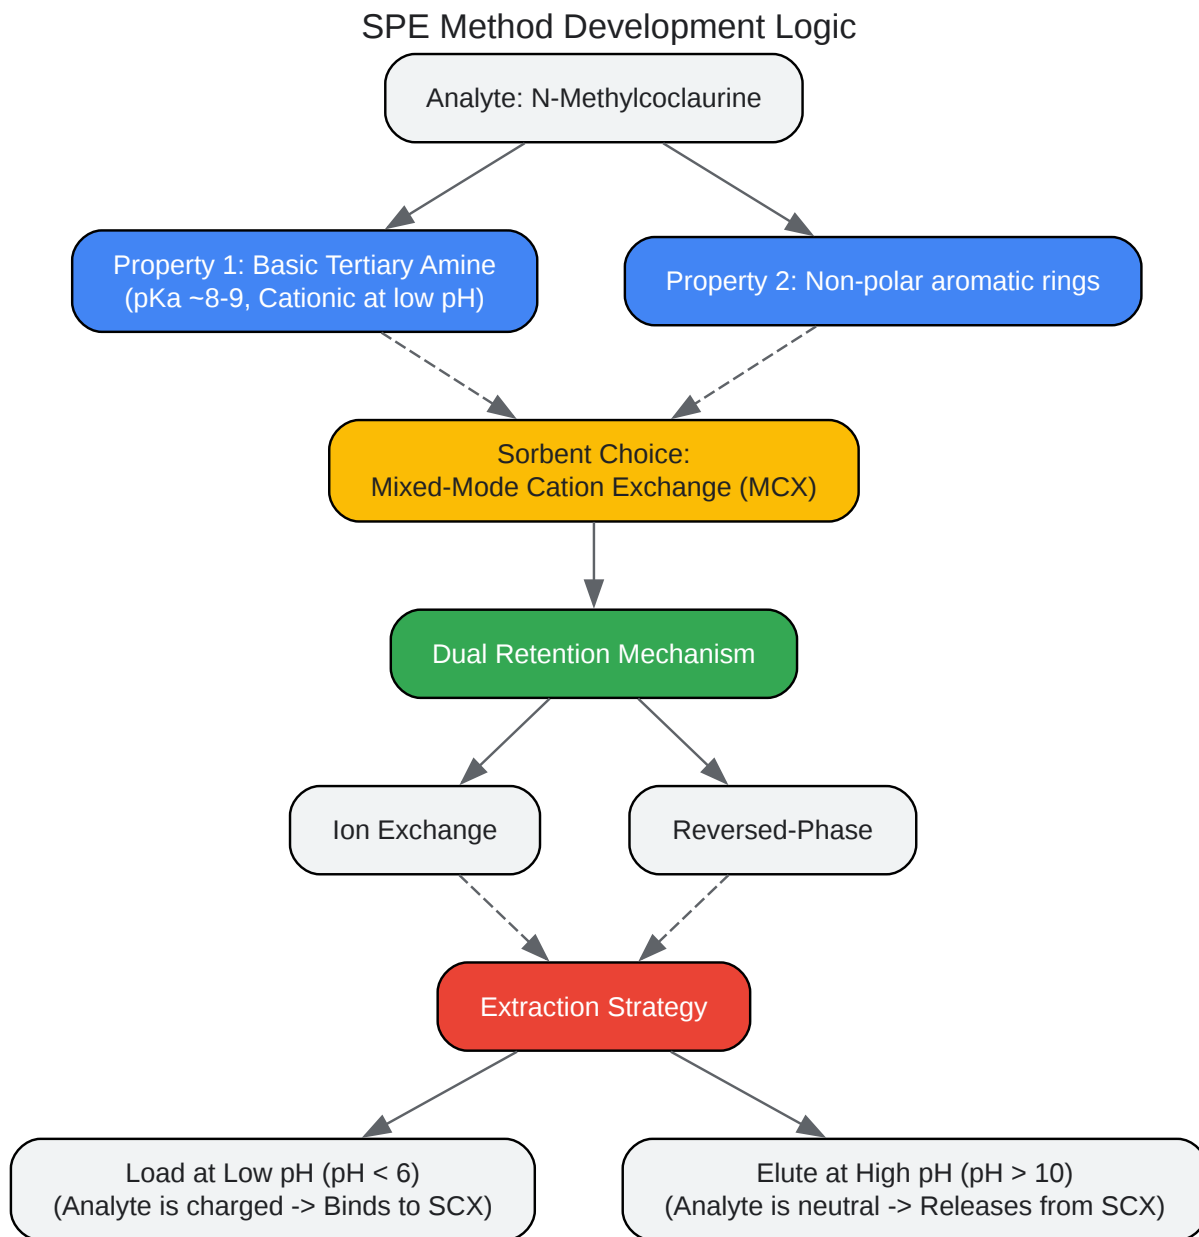 SPE Method Development Logic
Analyte: N-Methylcoclaurine
Property 1: Basic Tertiary Amine
(pKa ~8-9, Cationic at low pH)
Property 2: Non-polar aromatic rings
Sorbent Choice:
Mixed-Mode Cation Exchange (MCX)
Dual Retention Mechanism
Ion Exchange
Reversed-Phase
Extraction Strategy
Load at Low pH (pH < 6)
(Analyte is charged -> Binds to SCX)
Elute at High pH (pH > 10)
(Analyte is neutral -> Releases from SCX)